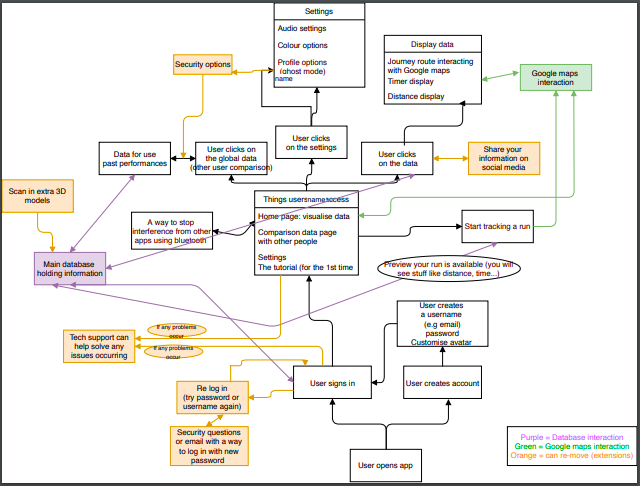 Settings
Audio settings
Colour options
Profile options
(ghost mode)
name
Display data
Journey route interacting
with Google maps
Timer display
Distance display
Security options
Google maps
interaction
User clicks
on the settings
Data for use
past performances
User clicks on
the global data
(other user comparison)
User clicks
on the data
Share your
information on
social media
Scan in extra 3D
models
Things usersnameaccess
Home page: visualise data
Comparison data page
with other people
Settings
The tutorial (for the 1st time
A way to stop
interference from other
apps using bluetooth
Start tracking a run
Main database
holding information
Preview your run is available (you will
see stuff like distance, time...)
User creates
a username
(e.g email)
password
Customise avatar
If any problems
occur
Tech support can
help solve any
issues occurring
If any problems
occur
User signs in
User creates account
Re log in
(try password or
username again)
Security questions
or email with a way
to log in with new
password
User opens app
Purple = Database interaction
Green = Google maps interaction
Orange = can re-move (extensions)